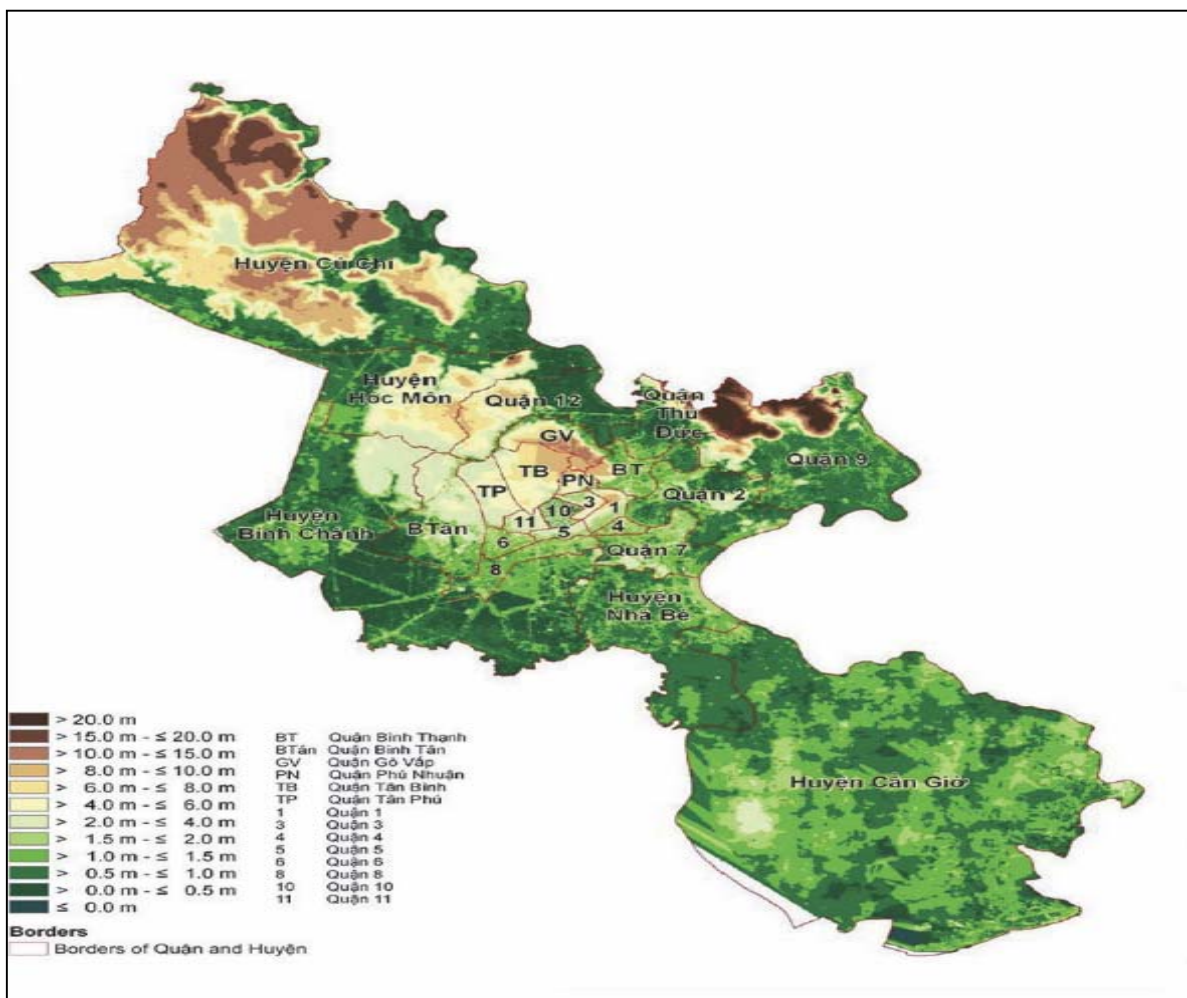 Huyện Củ Chi
Huyện
Hóc Môn
Quận 12
Quận
Thủ
Đức
GV
Quận 9
TB
BT
PN
TP
Quận 2
3
1
10
11
4
5
Huyện
Bình Chánh
BTân
6
Quận 7
8
Huyện
Nhà Bè
Huyện Cần Giờ
> 20.0 m
> 15.0 m - ≤ 20.0 m
> 10.0 m - ≤ 15.0 m
> 8.0 m - ≤ 10.0 m
> 6.0 m - ≤ 8.0 m
> 4.0 m - ≤ 6.0 m
> 2.0 m - ≤ 4.0 m
> 1.5 m - ≤ 2.0 m
> 1.0 m - ≤ 1.5 m
> 0.5 m - ≤ 1.0 m
> 0.0 m - ≤ 0.5 m
≤ 0.0 m
BT Quận Bình Thạnh
BTân Quận Bình Tân
GV Quận Gò Vấp
PN Quận Phú Nhuận
TB Quận Tân Bình
TP Quận Tân Phú
1 Quận 1
3 Quận 3
4 Quận 4
5 Quận 5
6 Quận 6
8 Quận 8
10 Quận 10
11 Quận 11
Borders
Borders of Quận and Huyện